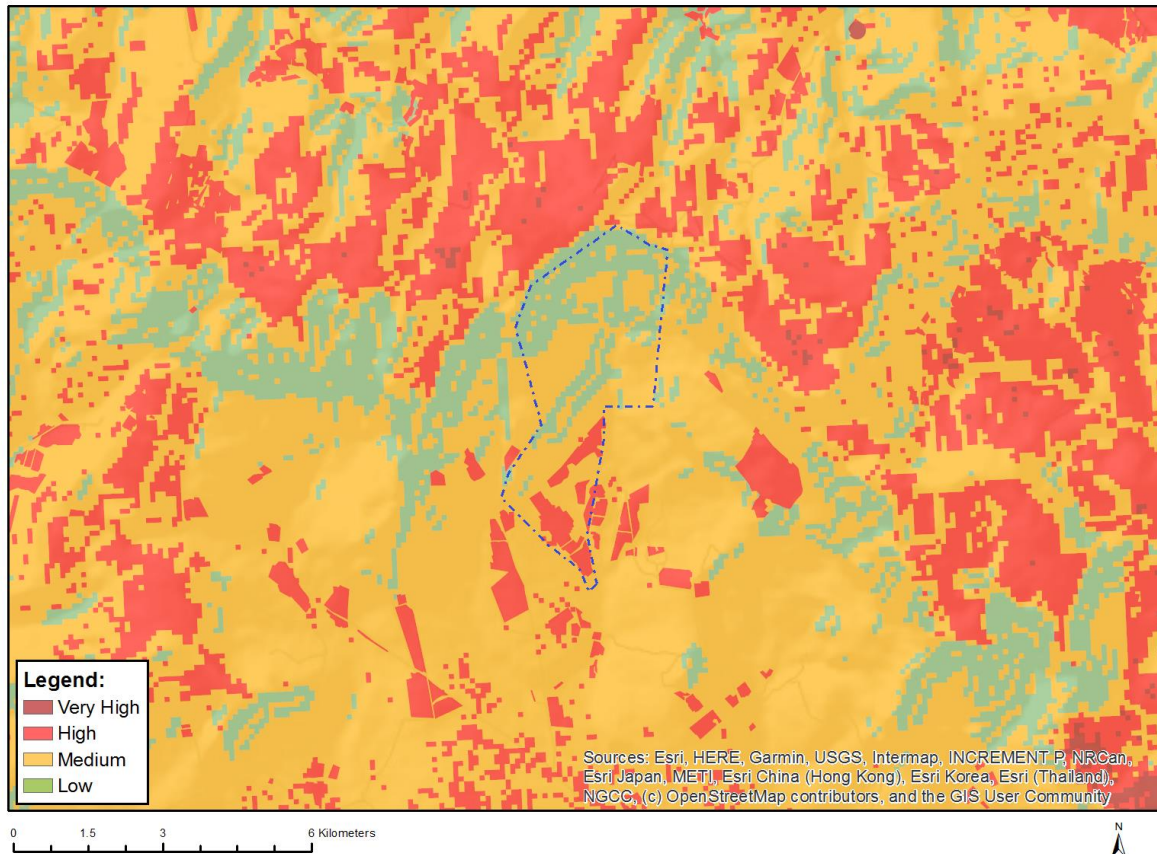 Legend:
Very High
High
Medium
Low
Sources: Esri, HERE, Garmin, USGS, Intermap, INCREMENT P, NRCan,
Esri Japan, METI, Esri China (Hong Kong), Esri Korea, Esri (Thailand),
NGCC, (c) OpenStreetMap contributors, and the GIS User Community
0 1.5 3 6 Kilometers
N